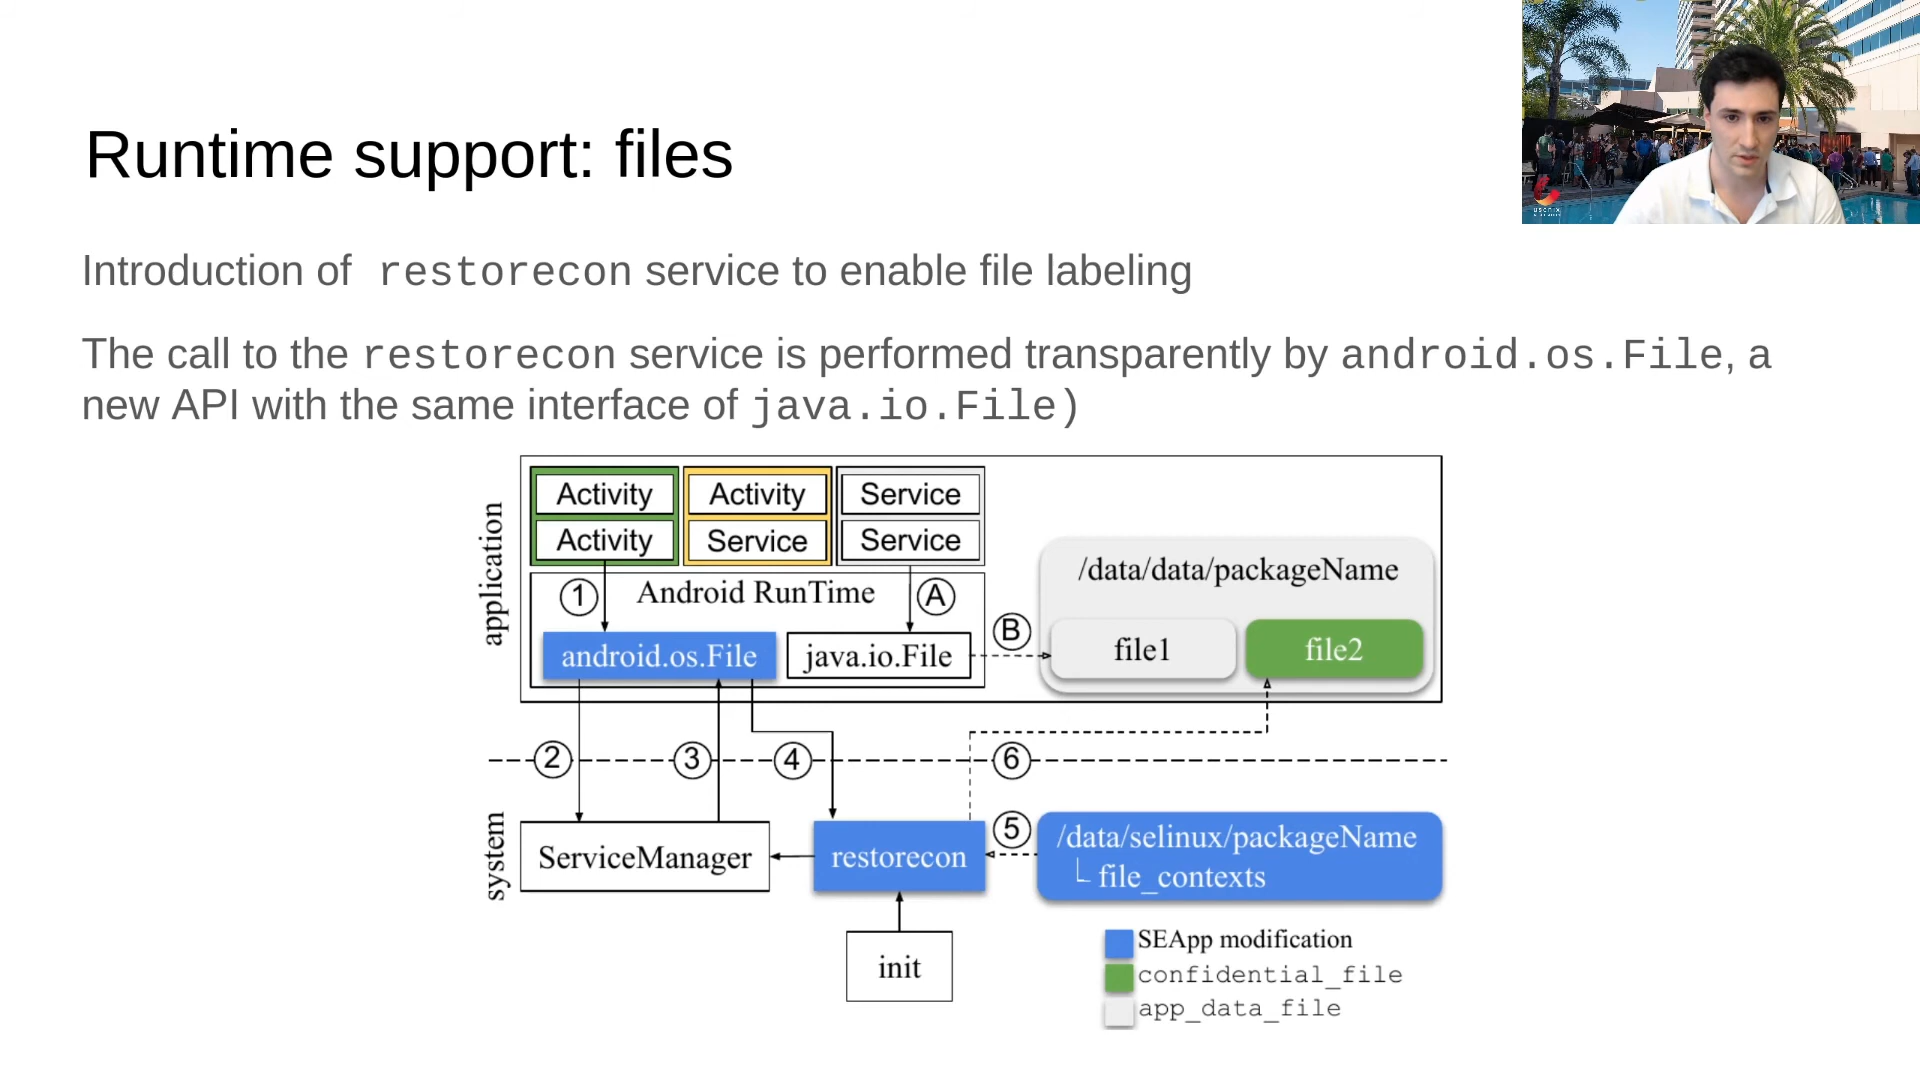 Runtime support: files
Introduction of restorecon service to enable file labeling
The call to the restorecon service is performed transparently by android.os.File, a
new API with the same interface of java.io.File)
application
Activity
Activity
Activity
Service
Service
Service
1
Android RunTime
A
android.os.File
java.io.File
B
/data/data/packageName
file1
file2
2
3
4
6
system
ServiceManager
restorecon
5
/data/selinux/packageName
file_contexts
init
SEApp modification
confidential_file
app_data_file
usenix